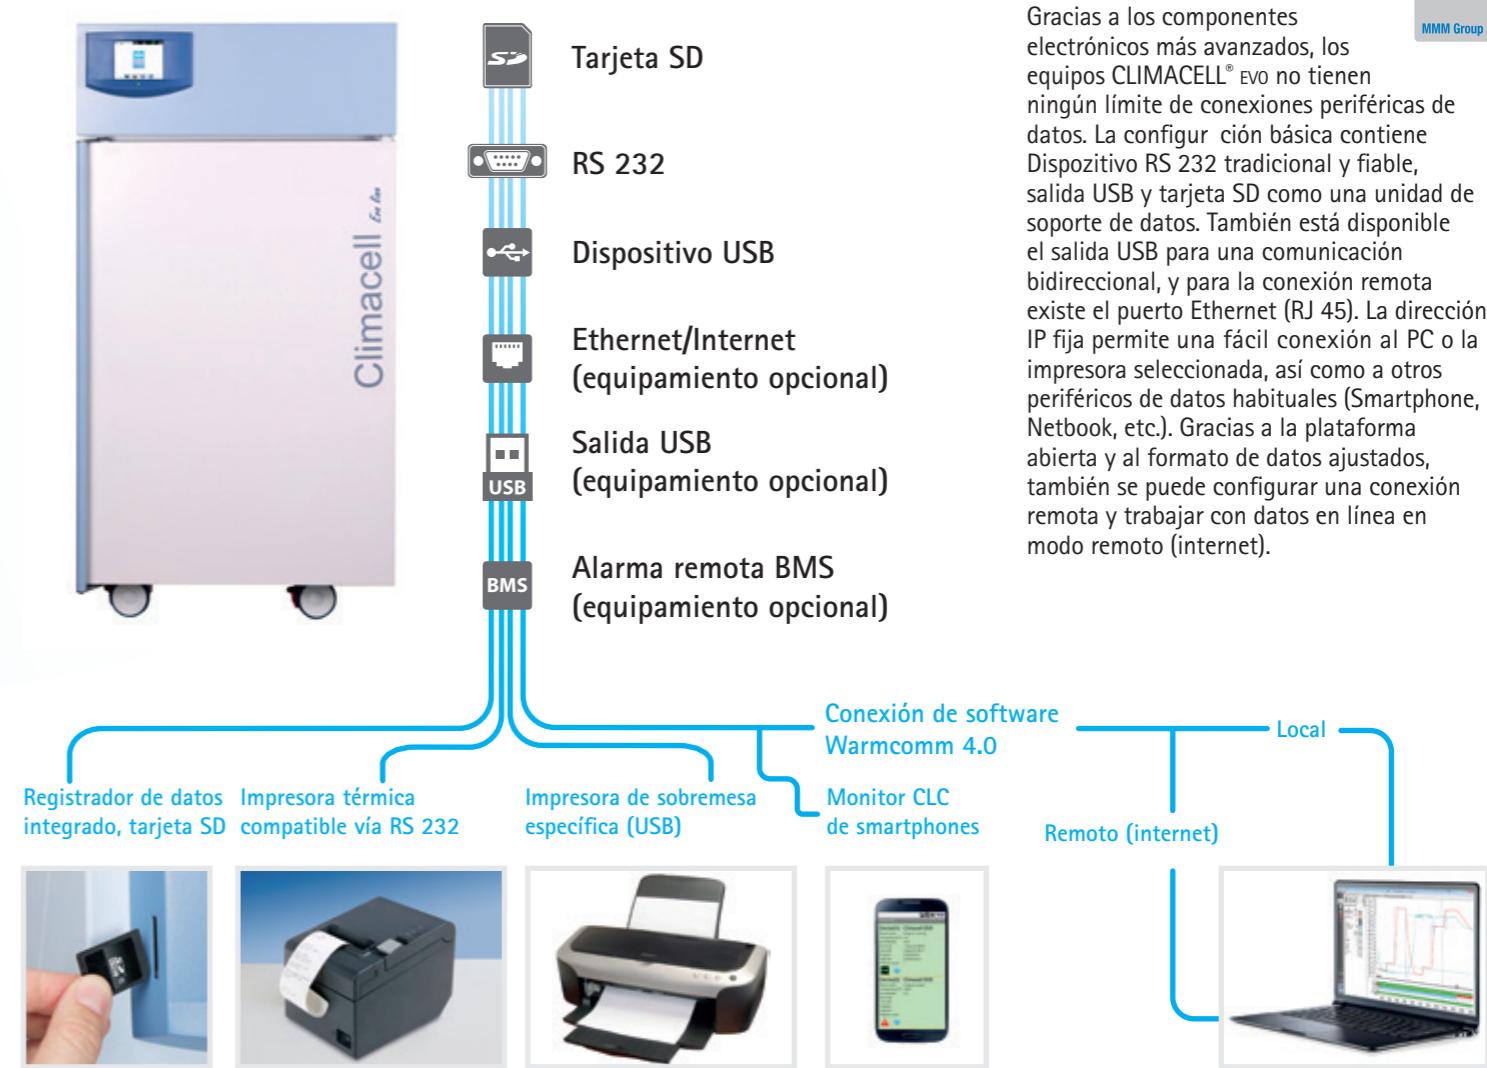 MMM Group
Gracias a los componentes
electrónicos más avanzados, los
equipos CLIMACELL® EVO no tienen
ningún límite de conexiones periféricas de
datos. La configur ción básica contiene
Dispozitivo RS 232 tradicional y fiable,
salida USB y tarjeta SD como una unidad de
soporte de datos. También está disponible
el salida USB para una comunicación
bidireccional, y para la conexión remota
existe el puerto Ethernet (RJ 45). La dirección
IP fija permite una fácil conexión al PC o la
impresora seleccionada, así como a otros
periféricos de datos habituales (Smartphone,
Netbook, etc.). Gracias a la plataforma
abierta y al formato de datos ajustados,
también se puede configurar una conexión
remota y trabajar con datos en línea en
modo remoto (internet).
Climacell
SD
Tarjeta SD
RS 232
Dispositivo USB
Ethernet/Internet
(equipamiento opcional)
Salida USB
(equipamiento opcional)
USB
Alarma remota BMS
(equipamiento opcional)
BMS
Conexión de software
Warmcomm 4.0
Local
Registrador de datos
integrado, tarjeta SD
Impresora térmica
compatible vía RS 232
Impresora de sobremesa
específica (USB)
Monitor CLC
de smartphones
Remoto (internet)